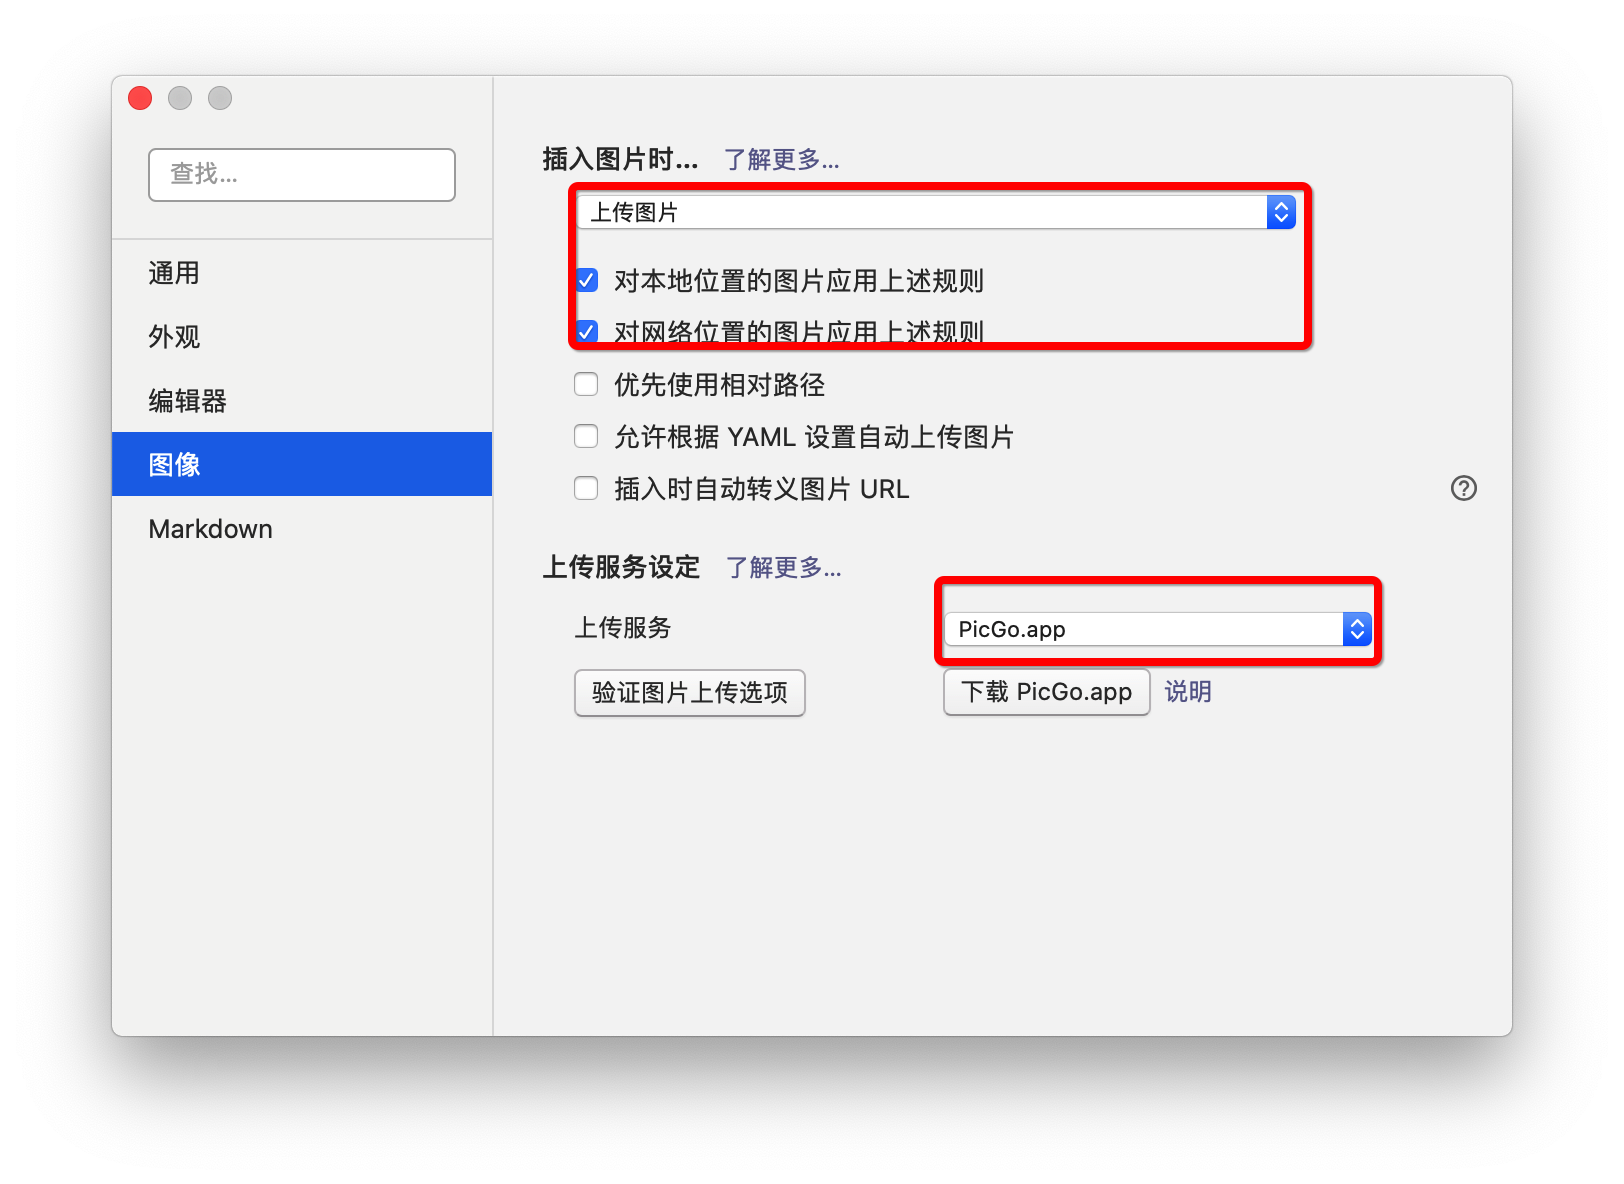 查找...
通用
外观
编辑器
图像
Markdown
插入图片时... 了解更多...
上传图片
对本地位置的图片应用上述规则
对网络位置的图片应用上述规则
优先使用相对路径
允许根据 YAML 设置自动上传图片
插入时自动转义图片 URL
上传服务设定 了解更多...
上传服务 PicGo.app
验证图片上传选项 下载 PicGo.app 说明